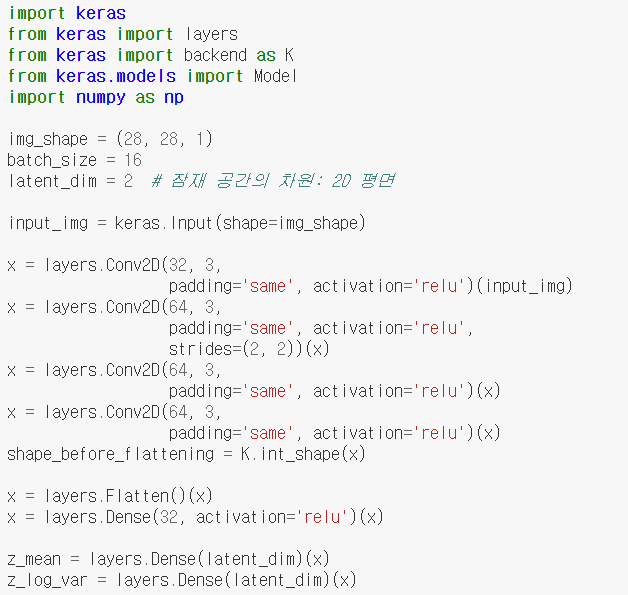 import keras
from keras import layers
from keras import backend as K
from keras.models import Model
import numpy as np
img_shape = (28, 28, 1)
batch_size = 16
latent_dim = 2  # 잠재 공간의 차원: 2D 평면
input_img = keras.Input(shape=img_shape)
x = layers.Conv2D(32, 3,
                  padding='same', activation='relu')(input_img)
x = layers.Conv2D(64, 3,
                  padding='same', activation='relu',
                  strides=(2, 2))(x)
x = layers.Conv2D(64, 3,
                  padding='same', activation='relu')(x)
x = layers.Conv2D(64, 3,
                  padding='same', activation='relu')(x)
shape_before_flattening = K.int_shape(x)
x = layers.Flatten()(x)
x = layers.Dense(32, activation='relu')(x)
z_mean = layers.Dense(latent_dim)(x)
z_log_var = layers.Dense(latent_dim)(x)